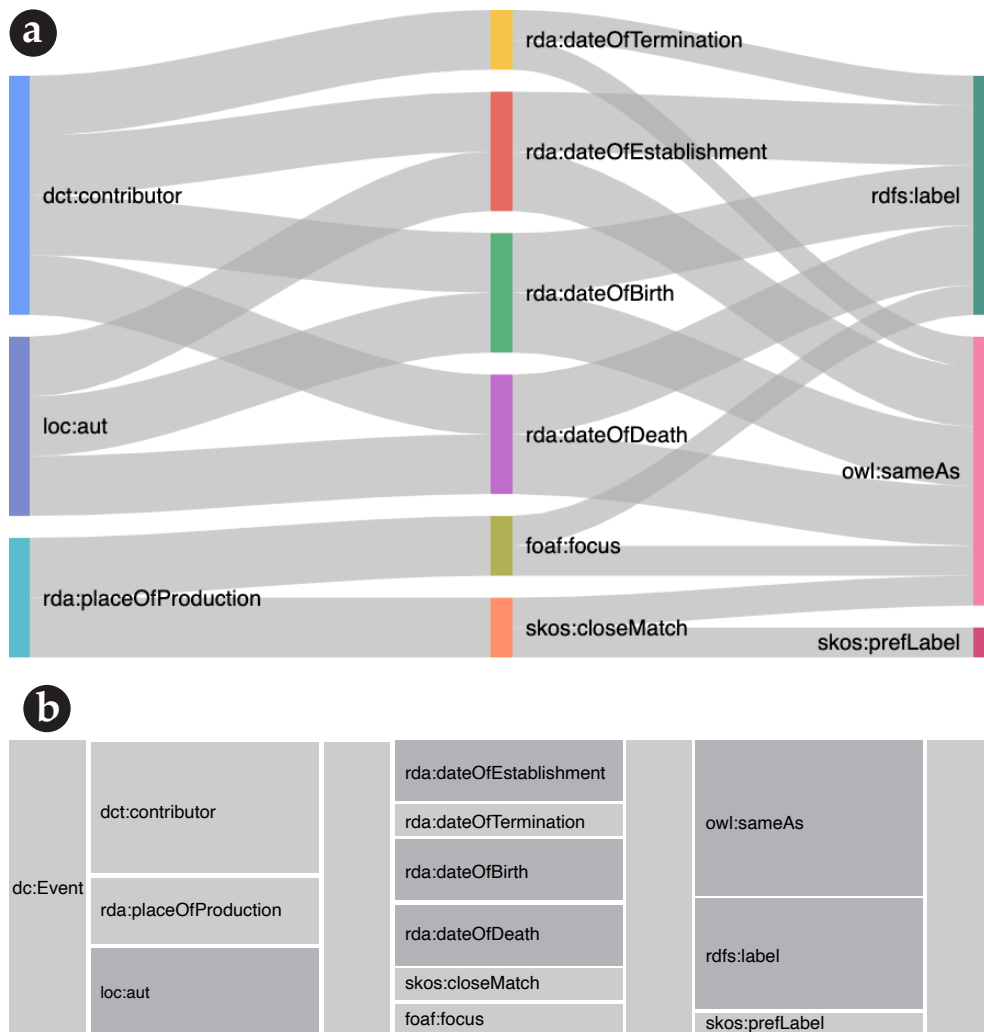 a
rda:dateOfTermination
rda:dateOfEstablishment
dct:contributor
rdfs:label
rda:dateOfBirth
loc:aut
rda:dateOfDeath
owl:sameAs
foaf:focus
rda:placeOfProduction
skos:closeMatch
skos:prefLabel
b
dc:Event
dct:contributor
rda:placeOfProduction
loc:aut
rda:dateOfEstablishment
rda:dateOfTermination
rda:dateOfBirth
rda:dateOfDeath
skos:closeMatch
foaf:focus
owl:sameAs
rdfs:label
skos:prefLabel